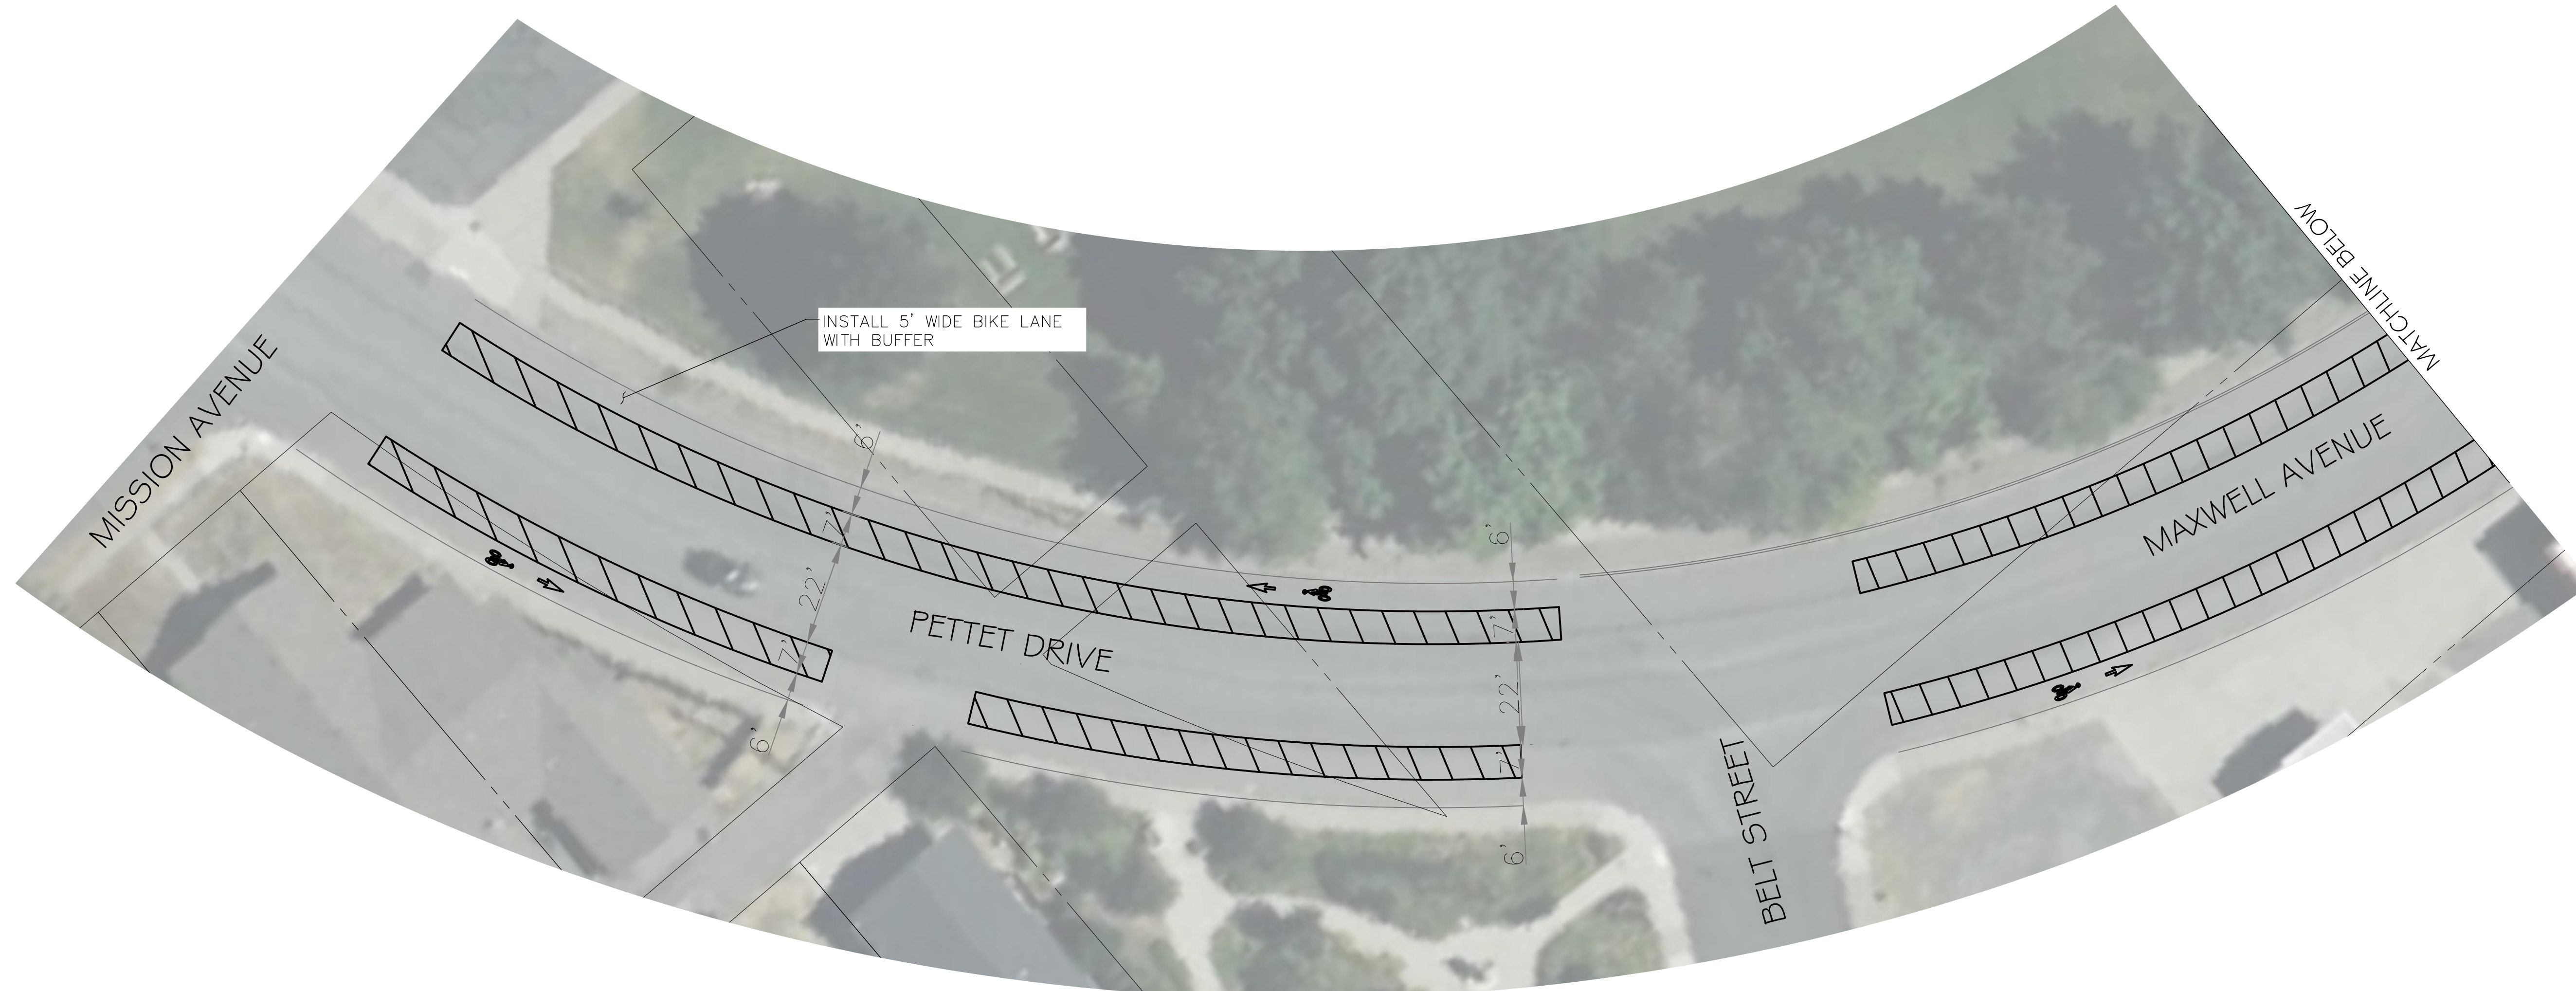 MISSION AVENUE
INSTALL 5' WIDE BIKE LANE
WITH BUFFER
6'
7'
22'
7'
6'
PETTET DRIVE
6'
7'
22'
7'
6'
BELT STREET
MAXWELL AVENUE
MATCHLINE BELOW